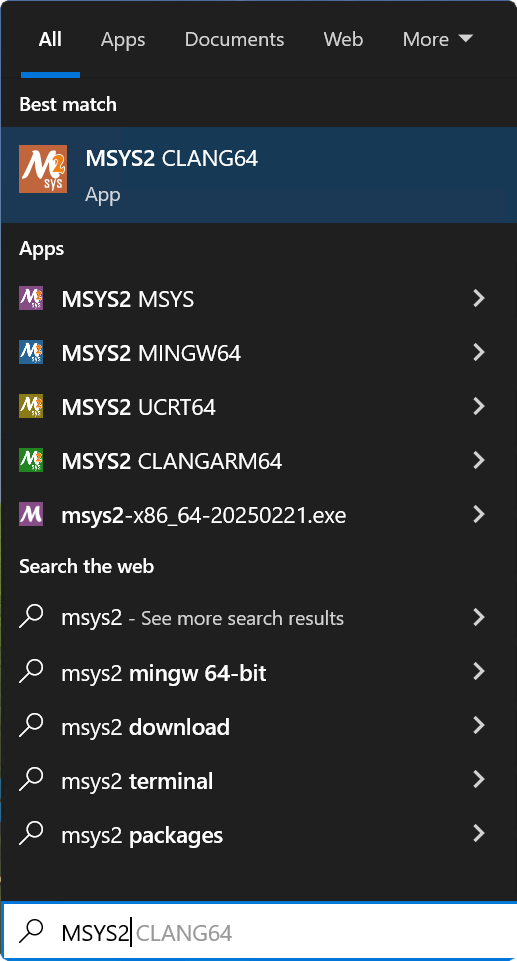 All Apps Documents Web More
Best match
MSYS2 CLANG64
App
Apps
MSYS2 MSYS
MSYS2 MINGW64
MSYS2 UCRT64
MSYS2 CLANGARM64
msys2-x86_64-20250221.exe
Search the web
msys2 - See more search results
msys2 mingw 64-bit
msys2 download
msys2 terminal
msys2 packages
MSYS2 CLANG64